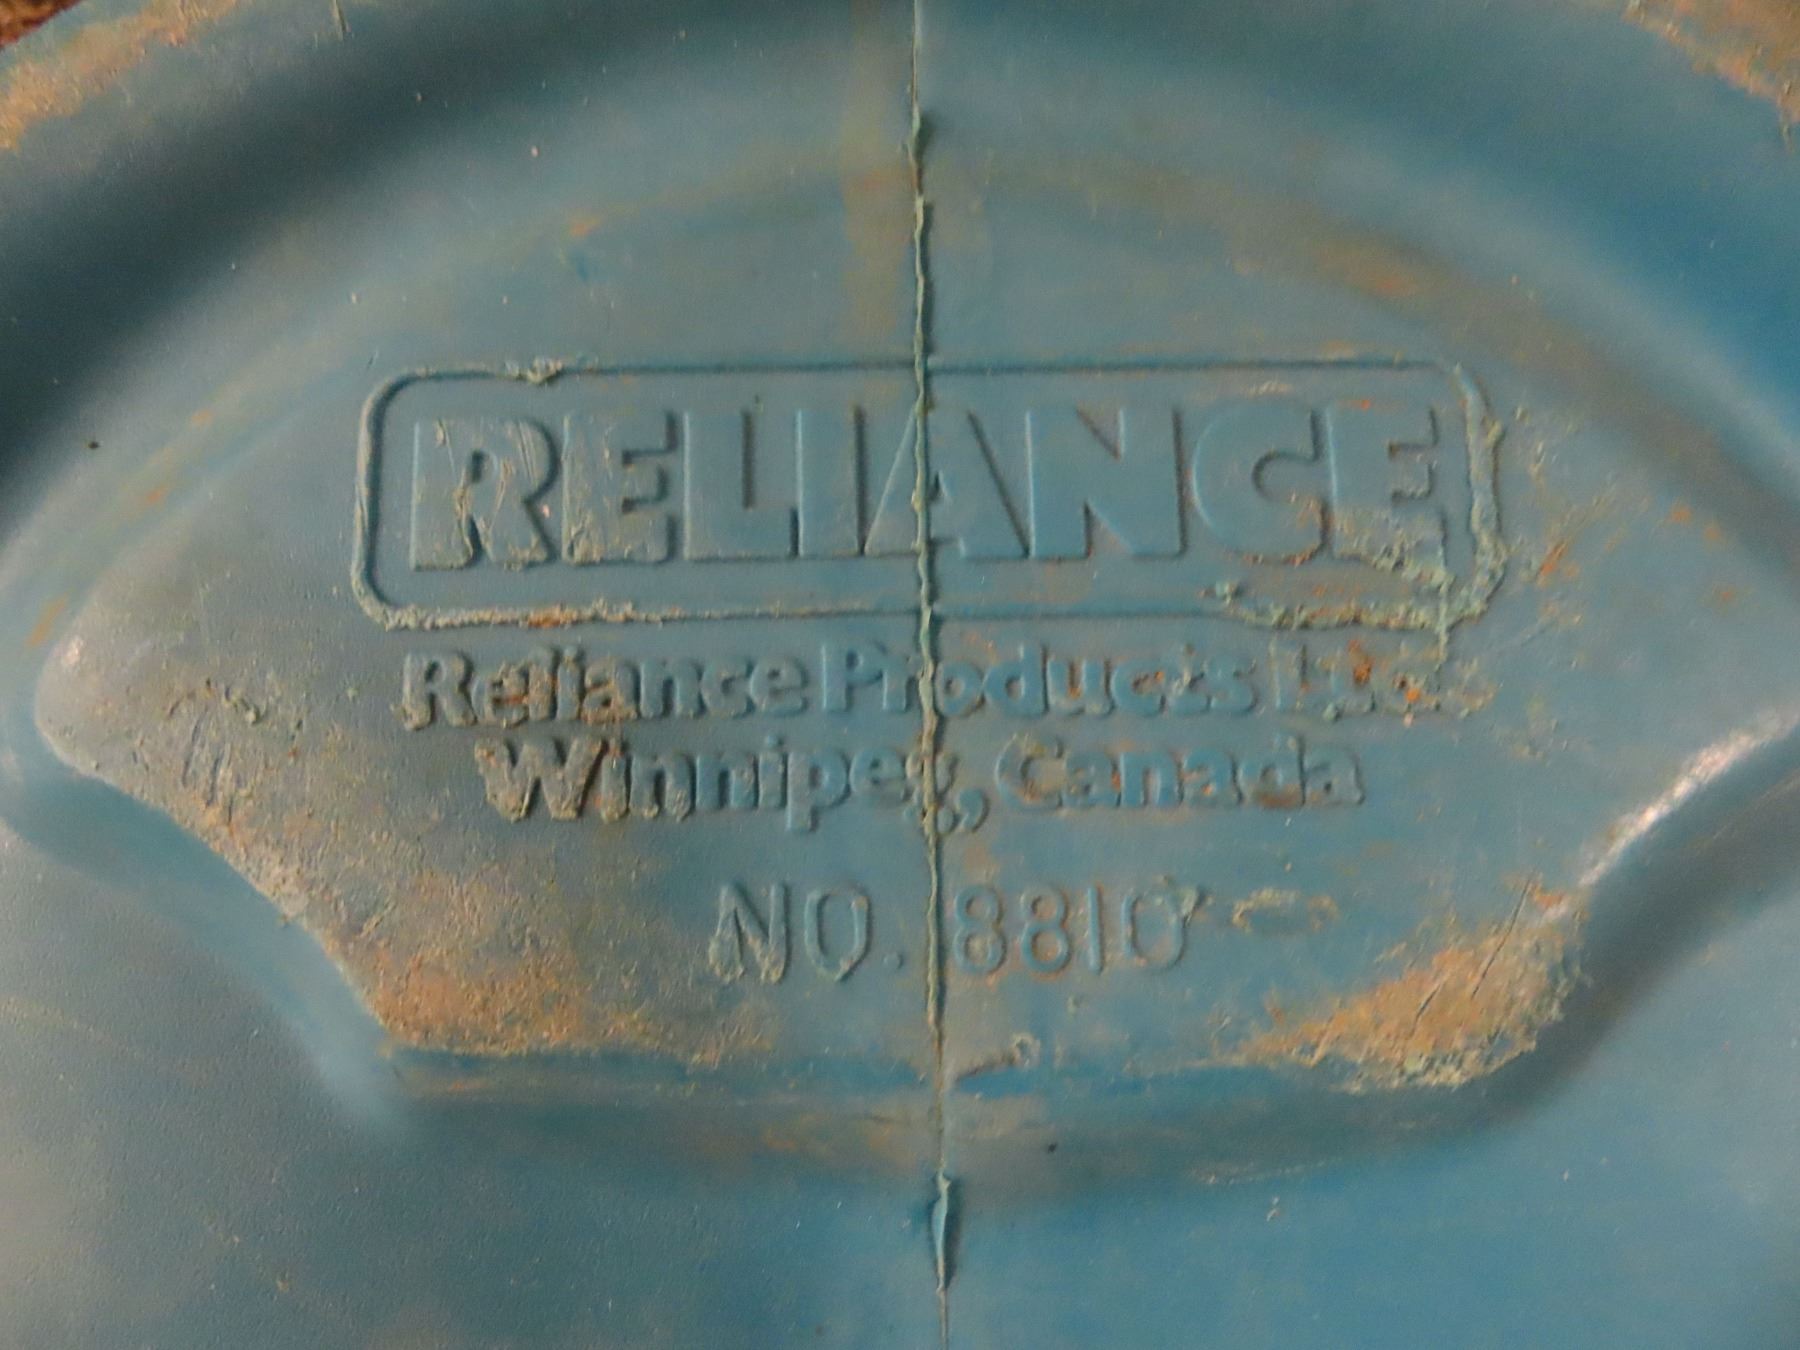 RELIANCE
Reliance Products Ltd.
Winnipeg, Canada
NO. 8810